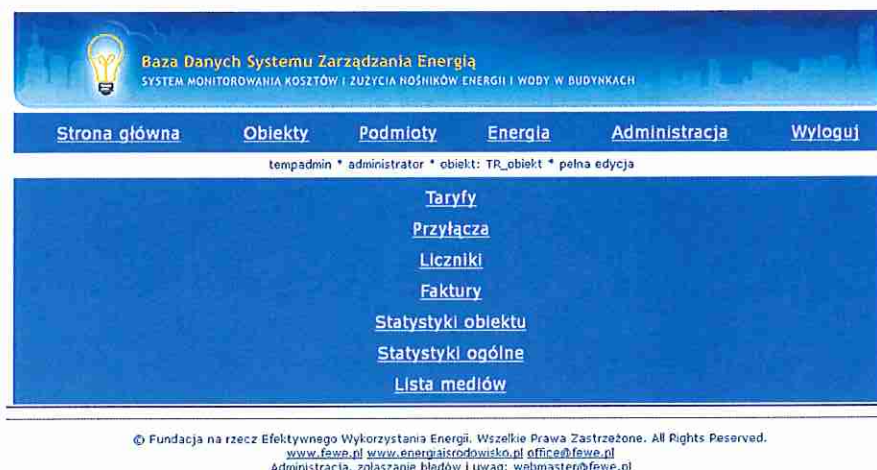 Baza Danych Systemu Zarządzania Energią
SYSTEM MONITOROWANIA KOSZTÓW I ZUŻYCIA NOŚNIKÓW ENERGII I WODY W BUDYNKACH
Strona główna Obiekty Podmioty Energia Administracja Wyloguj
tempadmin * administrator * obiekt: TR_obiekt * pełna edycja
Taryfy
Przyłącza
Liczniki
Faktury
Statystyki obiektu
Statystyki ogólne
Lista mediów
© Fundacja na rzecz Efektywnego Wykorzystania Energii. Wszelkie Prawa Zastrzeżone. All Rights Reserved.
www.fewe.pl www.energiaisrodowisko.pl office@fewe.pl
Administracja, zgłaszanie błędów i uwag: webmaster@fewe.pl